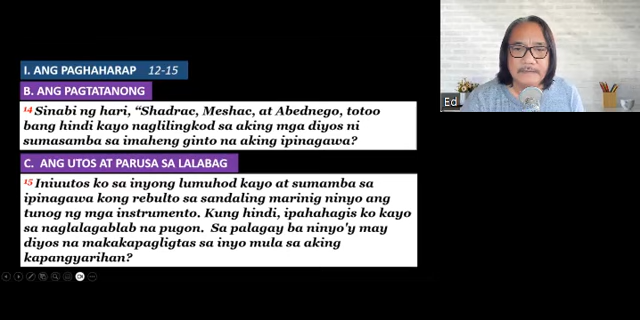 I. ANG PAGHAHARAP 12-15
B. ANG PAGTATANONG
14 Sinabi ng hari, “Shadrac, Meshac, at Abednego, totoo
bang hindi kayo naglilingkod sa aking mga diyos ni
sumasamba sa imaheng ginto na aking ipinagawa?
C. ANG UTOS AT PARUSA SA LALABAG
15 Iniuutos ko sa inyong lumuhod kayo at sumamba sa
ipinagawa kong rebulto sa sandaling marinig ninyo ang
tunog ng mga instrumento. Kung hindi, ipahahagis ko kayo
sa naglalagablab na pugon. Sa palagay ba ninyo'y may
diyos na makakapagligtas sa inyo mula sa aking
kapangyarihan?
Ed